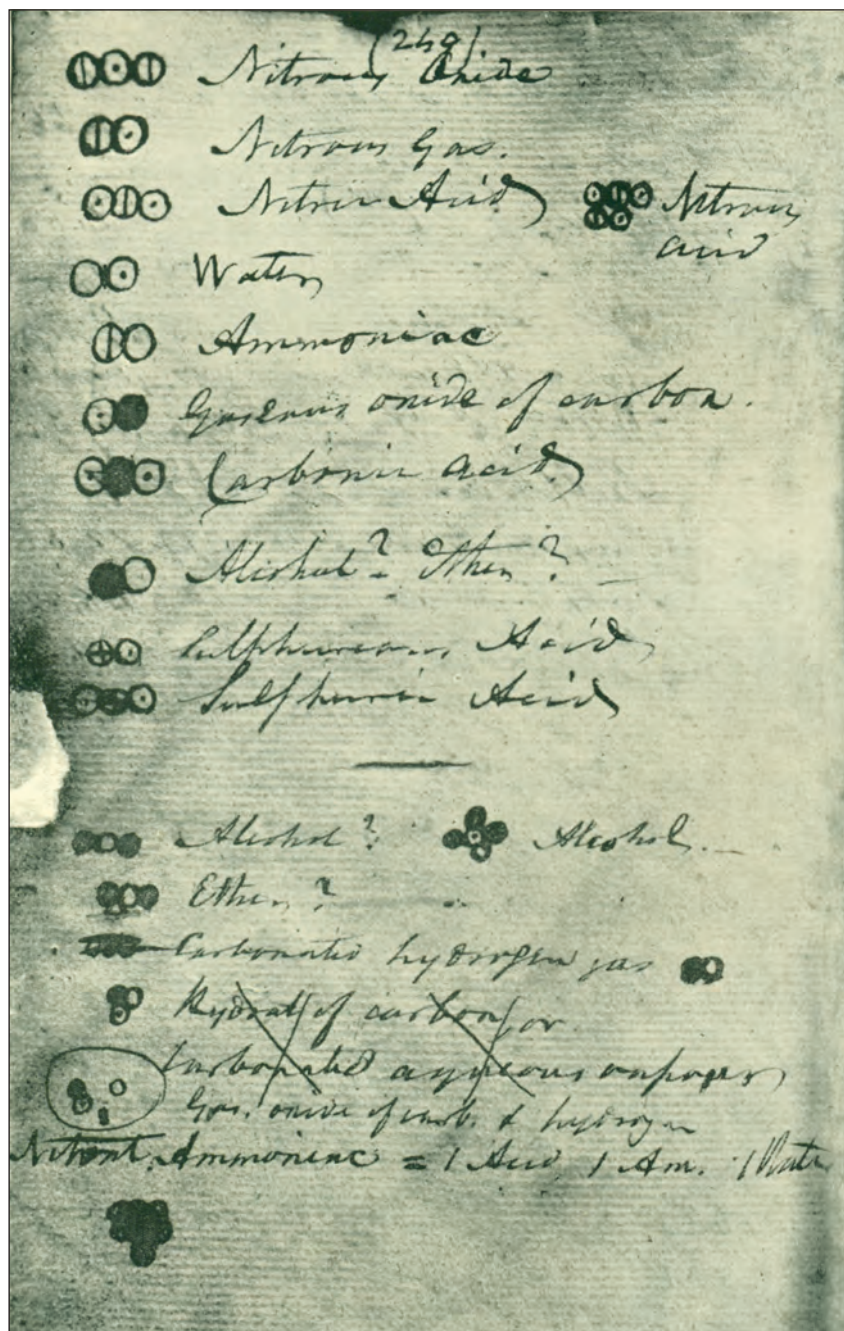 (249)
Nitrous Oxide
Nitrous Gas.
Nitric Acid
Nitrous
acid
Water
Ammoniac
Gaseous oxide of carbon.
Carbonic acid
Alcohol? Ether?
Sulphureous Acid
Sulphuric Acid
Alcohol?
Alcohol
Ether?
Carbonated hydrogen gas
Hydrat of carbon or
Carbonated aqueous vapour
Gas. oxide of carb. & hydrogen
Ammoniac = 1 Acid 1 Am. 1 Water